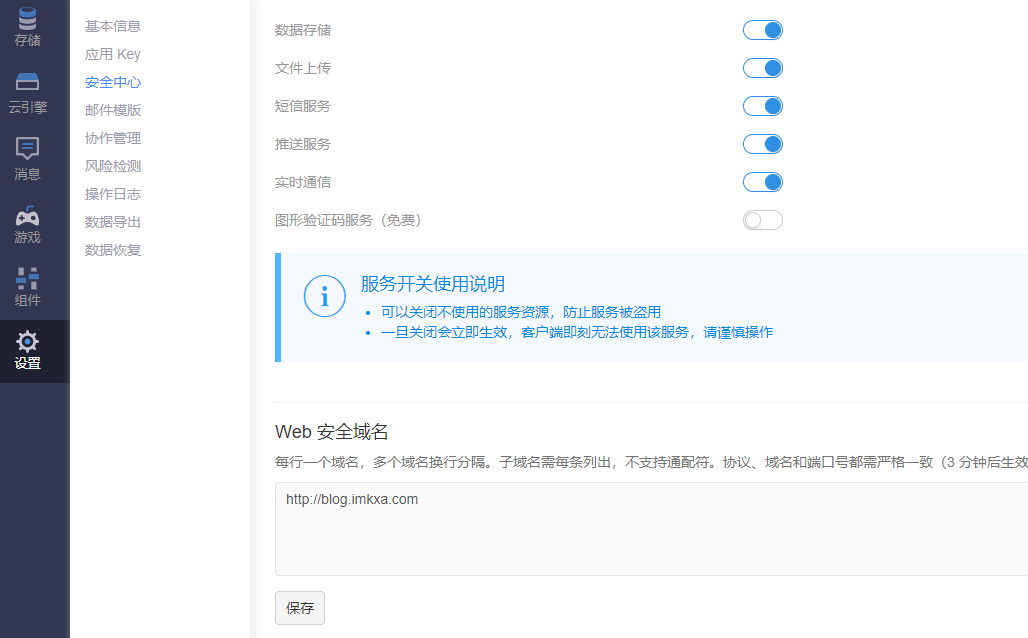 存储
云引擎
消息
游戏
组件
设置
基本信息
应用 Key
安全中心
邮件模版
协作管理
风险检测
操作日志
数据导出
数据恢复
数据存储
文件上传
短信服务
推送服务
实时通信
图形验证码服务（免费）
服务开关使用说明
可以关闭不使用的服务资源，防止服务被盗用
一旦关闭会立即生效，客户端即刻无法使用该服务，请谨慎操作
Web 安全域名
每行一个域名，多个域名换行分隔。子域名需每条列出，不支持通配符。协议、域名和端口号都需严格一致（3 分钟后生效
http://blog.imkxa.com
保存